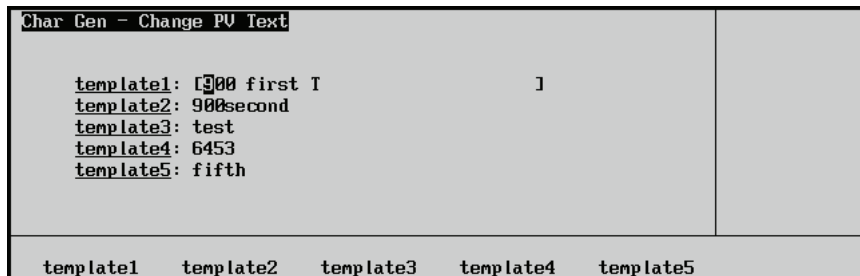 Char Gen - Change PV Text
template1: [900 first T ]
template2: 900second
template3: test
template4: 6453
template5: fifth
template1 template2 template3 template4 template5